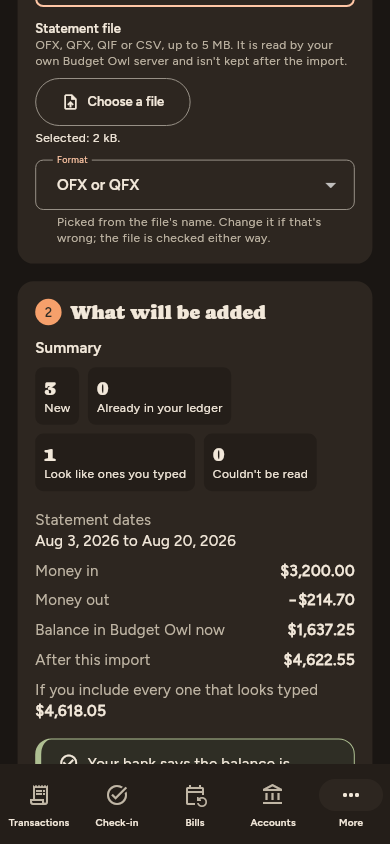 Statement file
OFX, QFX, QIF or CSV, up to 5 MB. It is read by your
own Budget Owl server and isn't kept after the import.
Choose a file
Selected: 2 kB.
Format
OFX or QFX
Picked from the file's name. Change it if that's
wrong; the file is checked either way.
2 What will be added
Summary
3
New
0
Already in your ledger
1
Look like ones you typed
0
Couldn't be read
Statement dates
Aug 3, 2026 to Aug 20, 2026
Money in $3,200.00
Money out −$214.70
Balance in Budget Owl now $1,637.25
After this import $4,622.55
If you include every one that looks typed
$4,618.05
Your bank says the balance is
Transactions
Check-in
Bills
Accounts
More